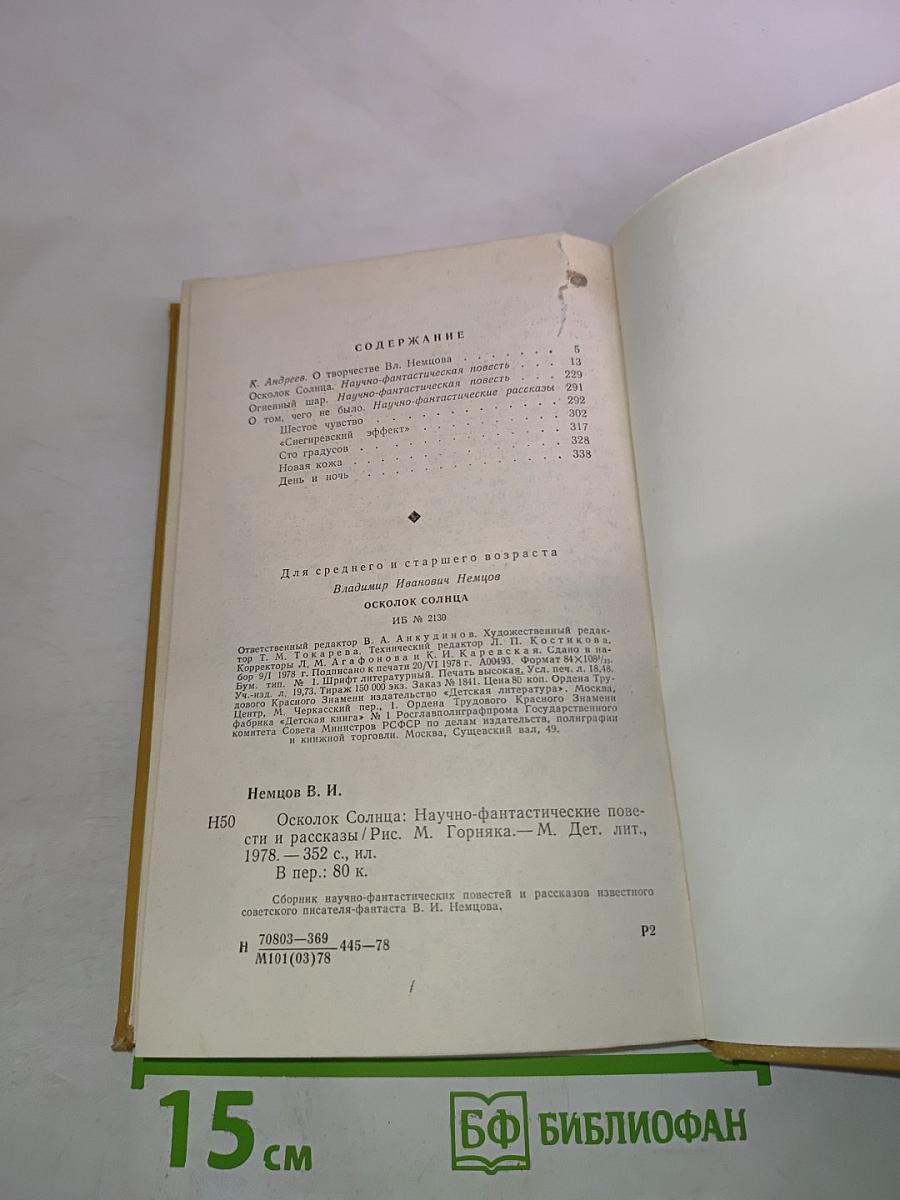 СОДЕРЖАНИЕ
К. Андреев. О творчестве Вл. Немцова . . . . . . . 5
Осколок Солнца. Научно-фантастическая повесть . . . . 13
Огненный шар. Научно-фантастическая повесть . . . 229
О том, чего не было. Научно-фантастические рассказы 291
Шестое чувство . . . . . . . . . . . . . 292
«Снегиревский эффект» . . . . . . . . . . 302
Сто градусов . . . . . . . . . . . . . 317
Новая кожа . . . . . . . . . . . . . . 328
День и ночь . . . . . . . . . . . . . . 338
Для среднего и старшего возраста
Владимир Иванович Немцов
ОСКОЛОК СОЛНЦА
ИБ № 2130
Ответственный редактор В. А. Анкудинов. Художественный редак-
тор Т. М. Токарева. Технический редактор Л. П. Костикова.
Корректоры Л. М. Агафонова и К. И. Каревская. Сдано в на-
бор 9/I 1978 г. Подписано к печати 20/VI 1978 г. А00493. Формат 84×108¹/₃₂.
Бум. тип. № 1. Шрифт литературный. Печать высокая. Усл. печ. л. 18,48.
Уч.-изд. л. 19,73. Тираж 150 000 экз. Заказ № 1841. Цена 80 коп. Ордена Тру-
дового Красного Знамени издательство «Детская литература». Москва,
Центр, М. Черкасский пер., 1. Ордена Трудового Красного Знамени
фабрика «Детская книга» № 1 Росглавполиграфпрома Государственного
комитета Совета Министров РСФСР по делам издательств, полиграфии
и книжной торговли. Москва, Сущевский вал, 49.
Немцов В. И.
Н50 Осколок Солнца: Научно-фантастические пове-
сти и рассказы/Рис. М. Горняка.— М. Дет. лит.,
1978. — 352 с., ил.
В пер.: 80 к.
Сборник научно-фантастических повестей и рассказов известного
советского писателя-фантаста В. И. Немцова.
Н 70803—369 445—78
М101(03)78
Р2
15 см
БФ БИБЛИОФАН